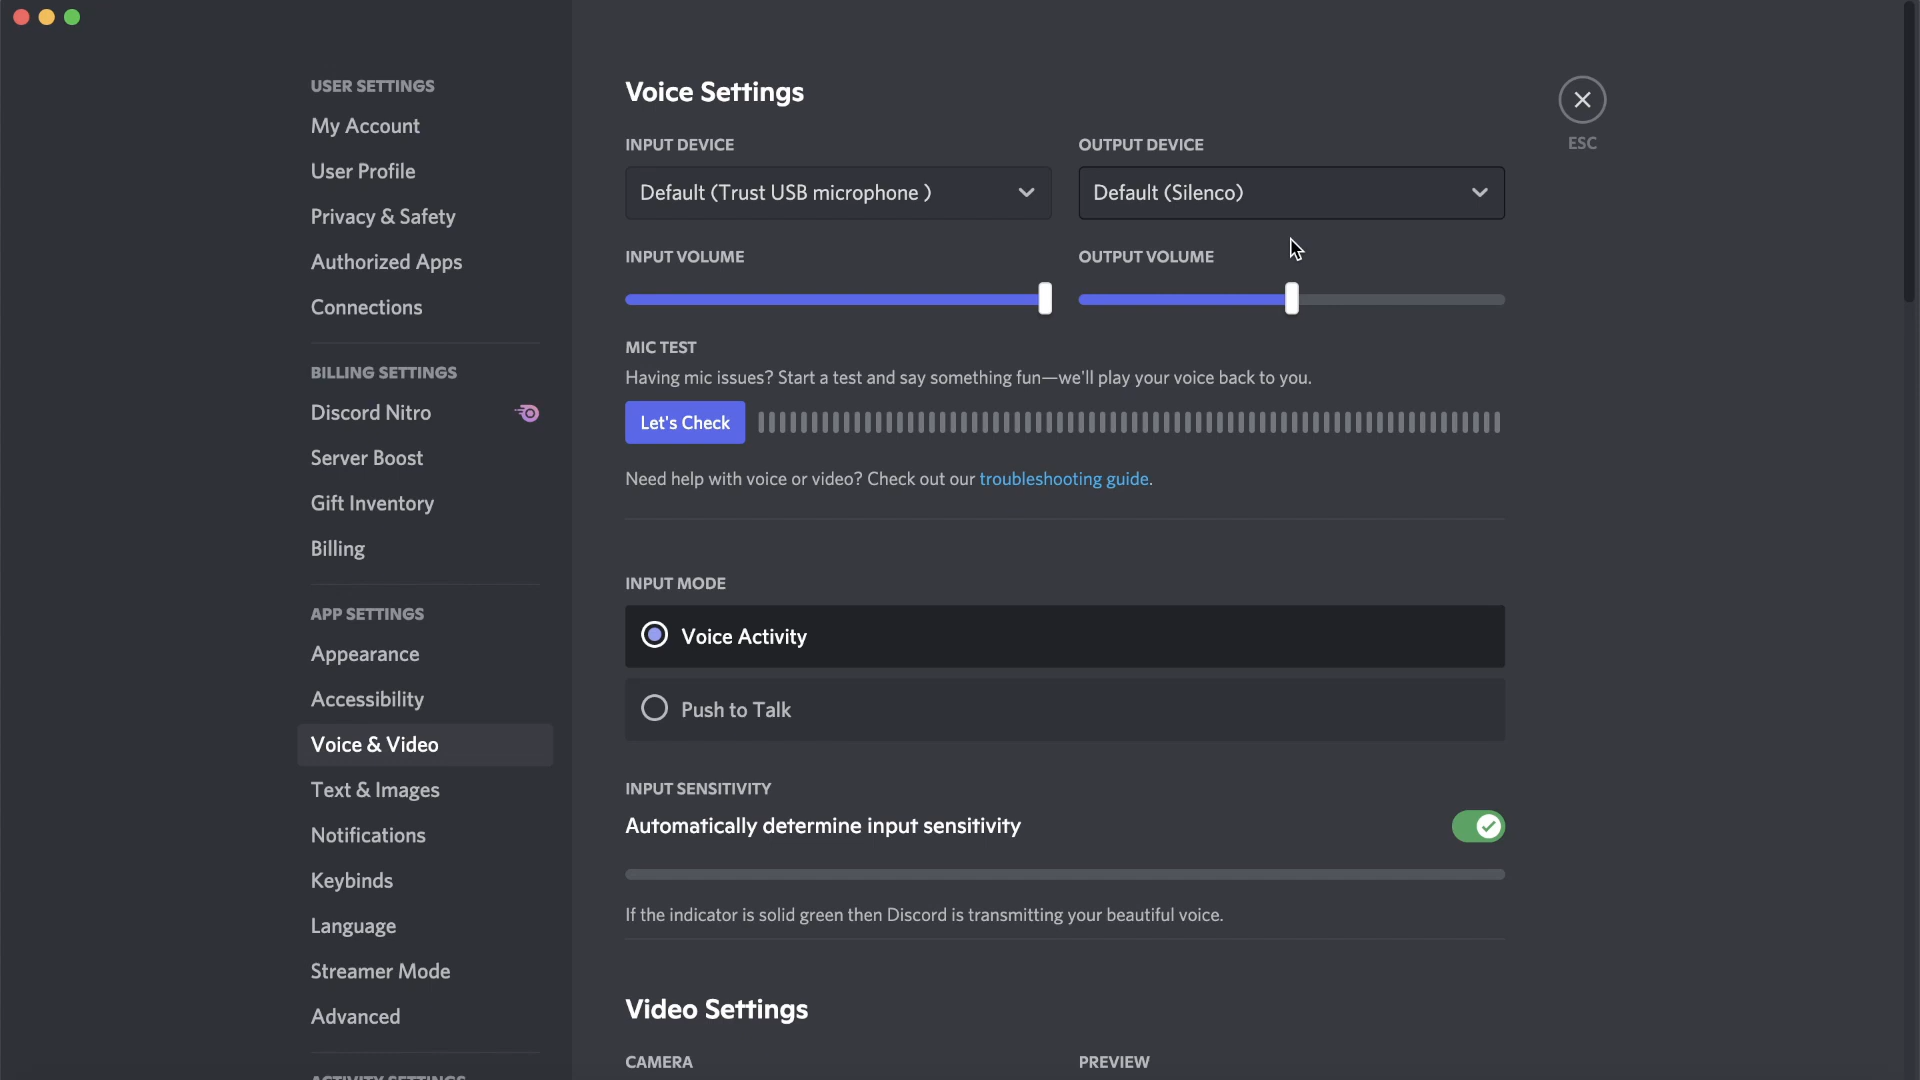 USER SETTINGS
My Account
User Profile
Privacy & Safety
Authorized Apps
Connections
BILLING SETTINGS
Discord Nitro
Server Boost
Gift Inventory
Billing
APP SETTINGS
Appearance
Accessibility
Voice & Video
Text & Images
Notifications
Keybinds
Language
Streamer Mode
Advanced
ACTIVITY SETTINGS
Voice Settings
ESC
INPUT DEVICE
OUTPUT DEVICE
Default (Trust USB microphone )
Default (Silenco)
INPUT VOLUME
OUTPUT VOLUME
MIC TEST
Having mic issues? Start a test and say something fun—we'll play your voice back to you.
Let's Check
Need help with voice or video? Check out our troubleshooting guide.
INPUT MODE
Voice Activity
Push to Talk
INPUT SENSITIVITY
Automatically determine input sensitivity
If the indicator is solid green then Discord is transmitting your beautiful voice.
Video Settings
CAMERA
PREVIEW